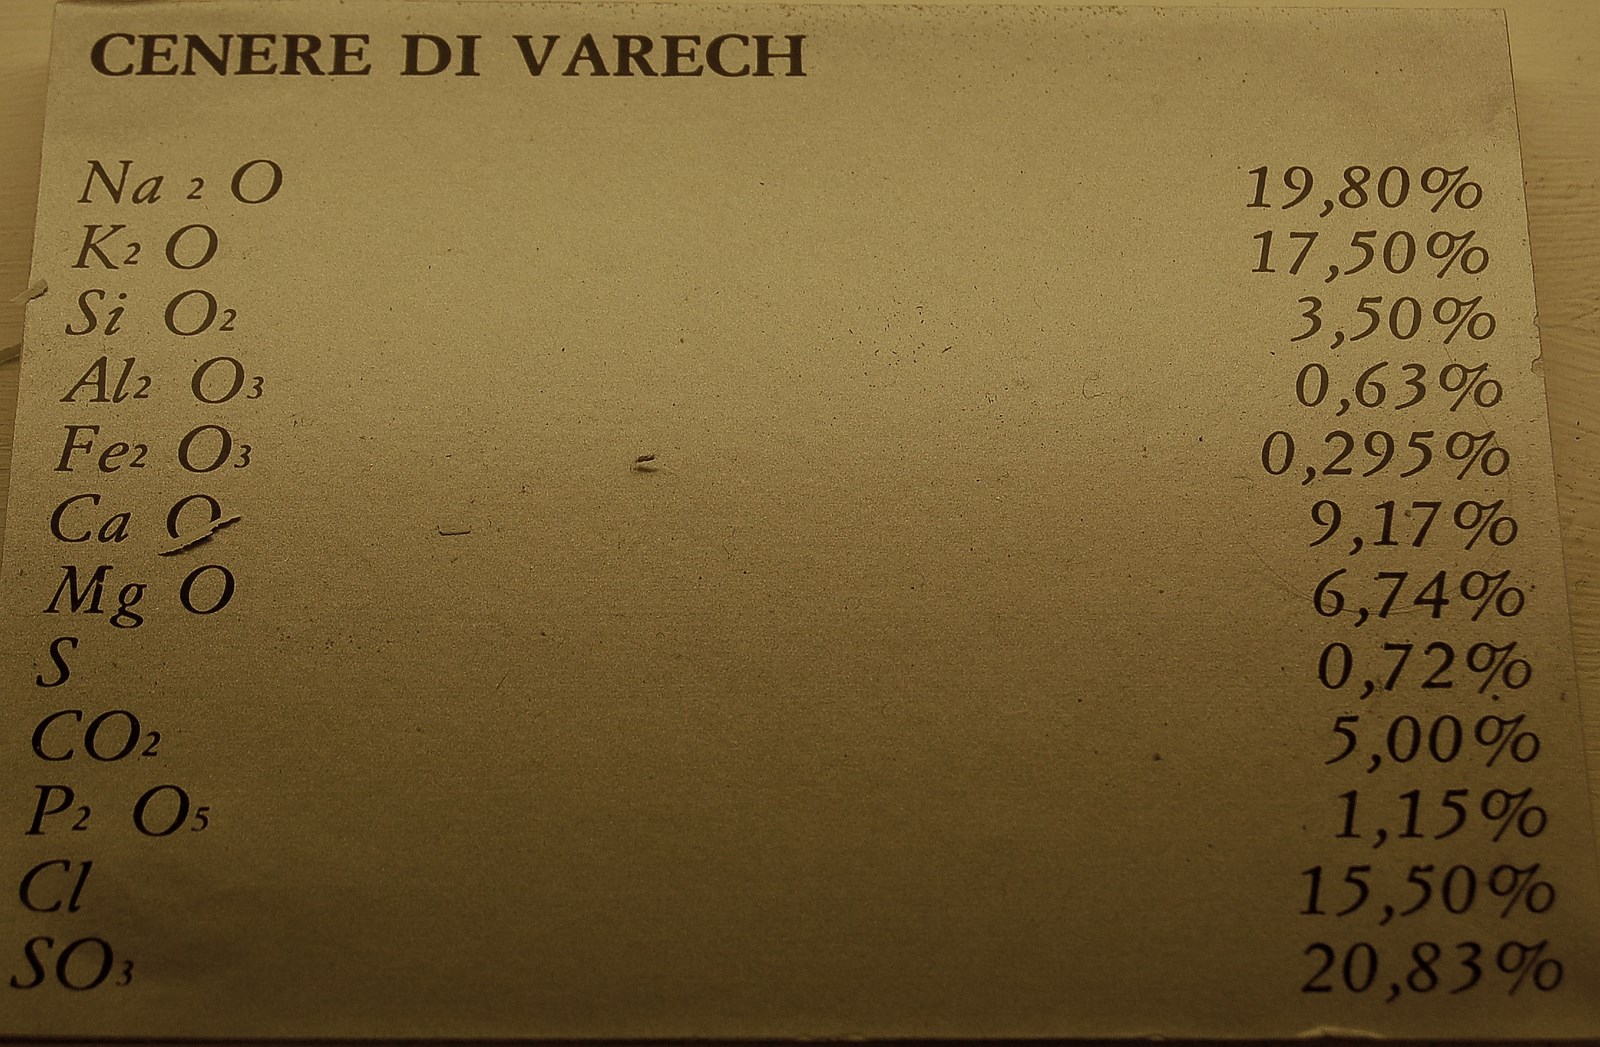 CENERE DI VARECH
Na ₂ O 19,80%
K₂ O 17,50%
Si O₂ 3,50%
Al₂ O₃ 0,63%
Fe₂ O₃ 0,295%
Ca O 9,17%
Mg O 6,74%
S 0,72%
CO₂ 5,00%
P₂ O₅ 1,15%
Cl 15,50%
SO₃ 20,83%